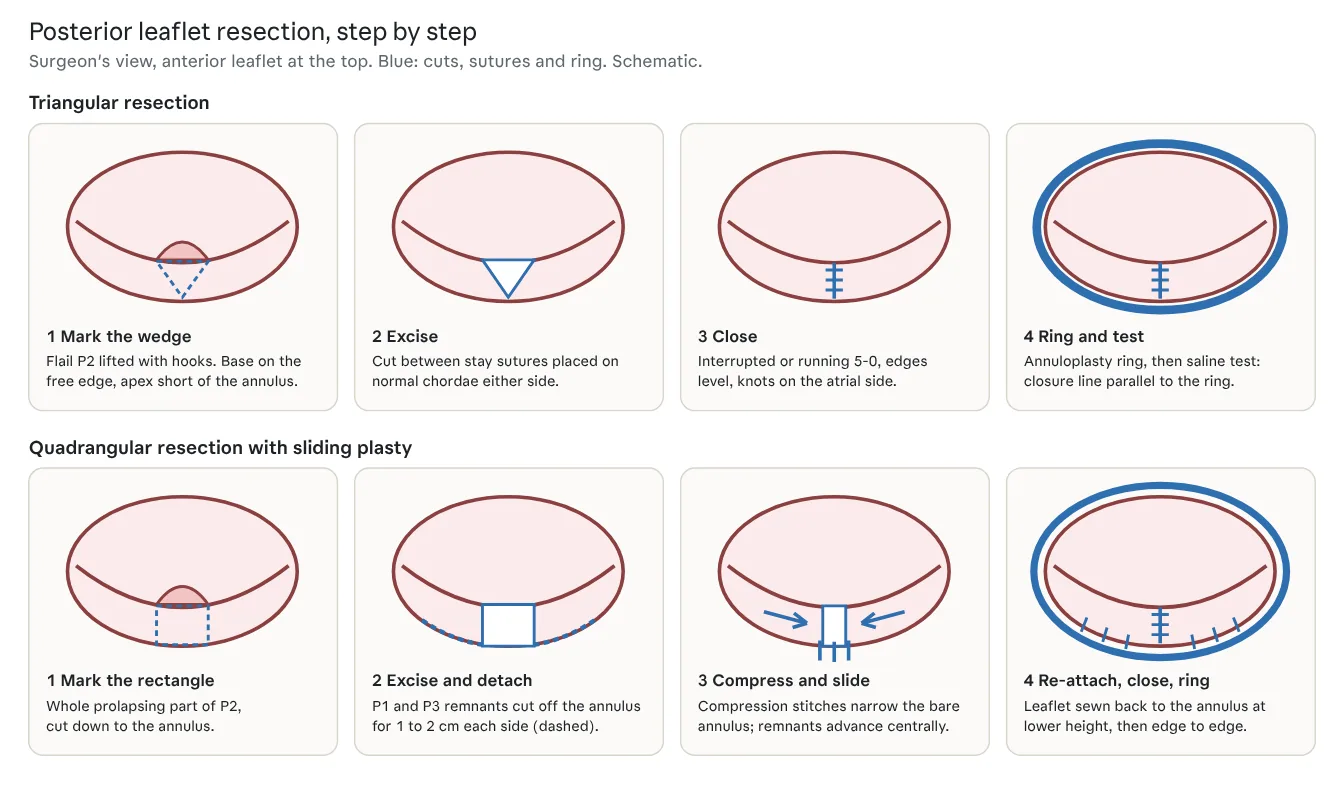 Posterior leaflet resection, step by step
Surgeon's view, anterior leaflet at the top. Blue: cuts, sutures and ring. Schematic.
Triangular resection
1 Mark the wedge
Flail P2 lifted with hooks. Base on the
free edge, apex short of the annulus.
2 Excise
Cut between stay sutures placed on
normal chordae either side.
3 Close
Interrupted or running 5-0, edges
level, knots on the atrial side.
4 Ring and test
Annuloplasty ring, then saline test:
closure line parallel to the ring.
Quadrangular resection with sliding plasty
1 Mark the rectangle
Whole prolapsing part of P2,
cut down to the annulus.
2 Excise and detach
P1 and P3 remnants cut off the annulus
for 1 to 2 cm each side (dashed).
3 Compress and slide
Compression stitches narrow the bare
annulus; remnants advance centrally.
4 Re-attach, close, ring
Leaflet sewn back to the annulus at
lower height, then edge to edge.